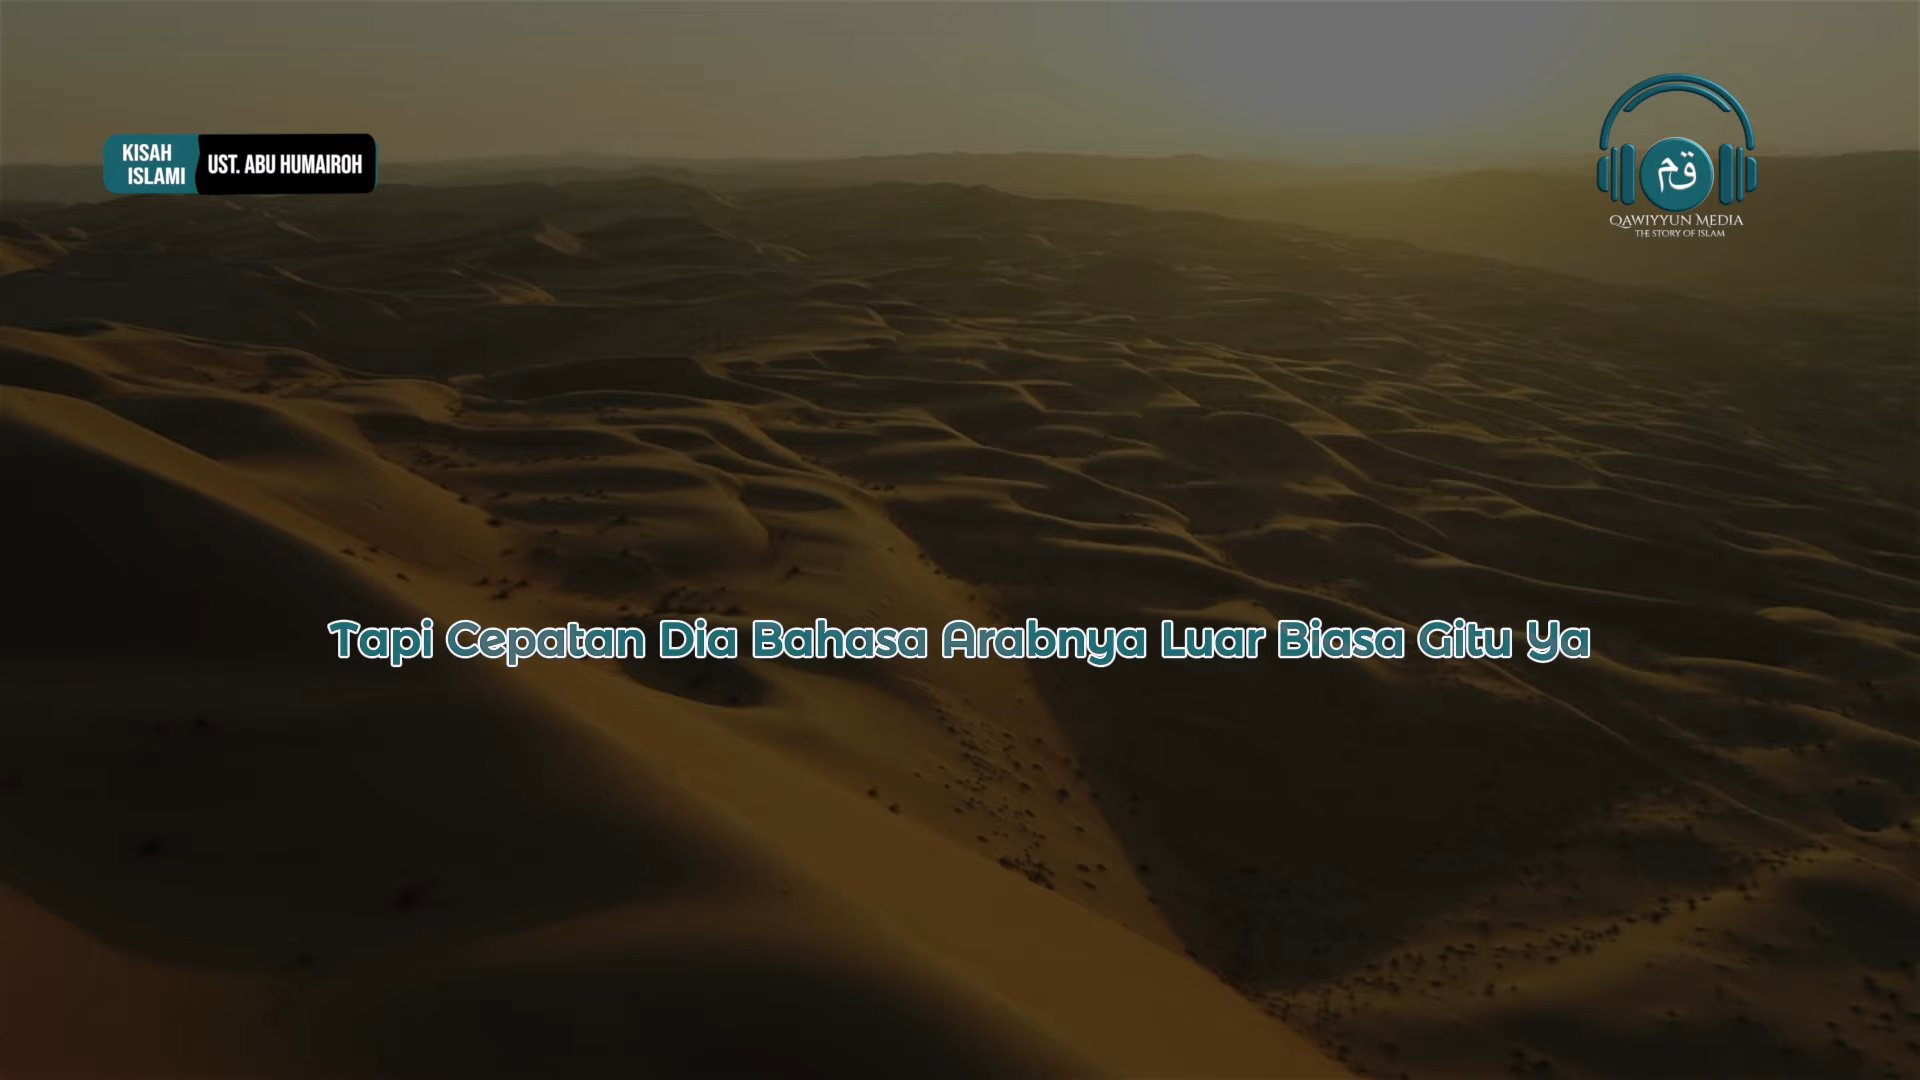 KISAH
ISLAMI
UST. ABU HUMAIROH
قم
QAWIYYUN MEDIA
THE STORY OF ISLAM
Tapi Cepatan Dia Bahasa Arabnya Luar Biasa Gitu Ya